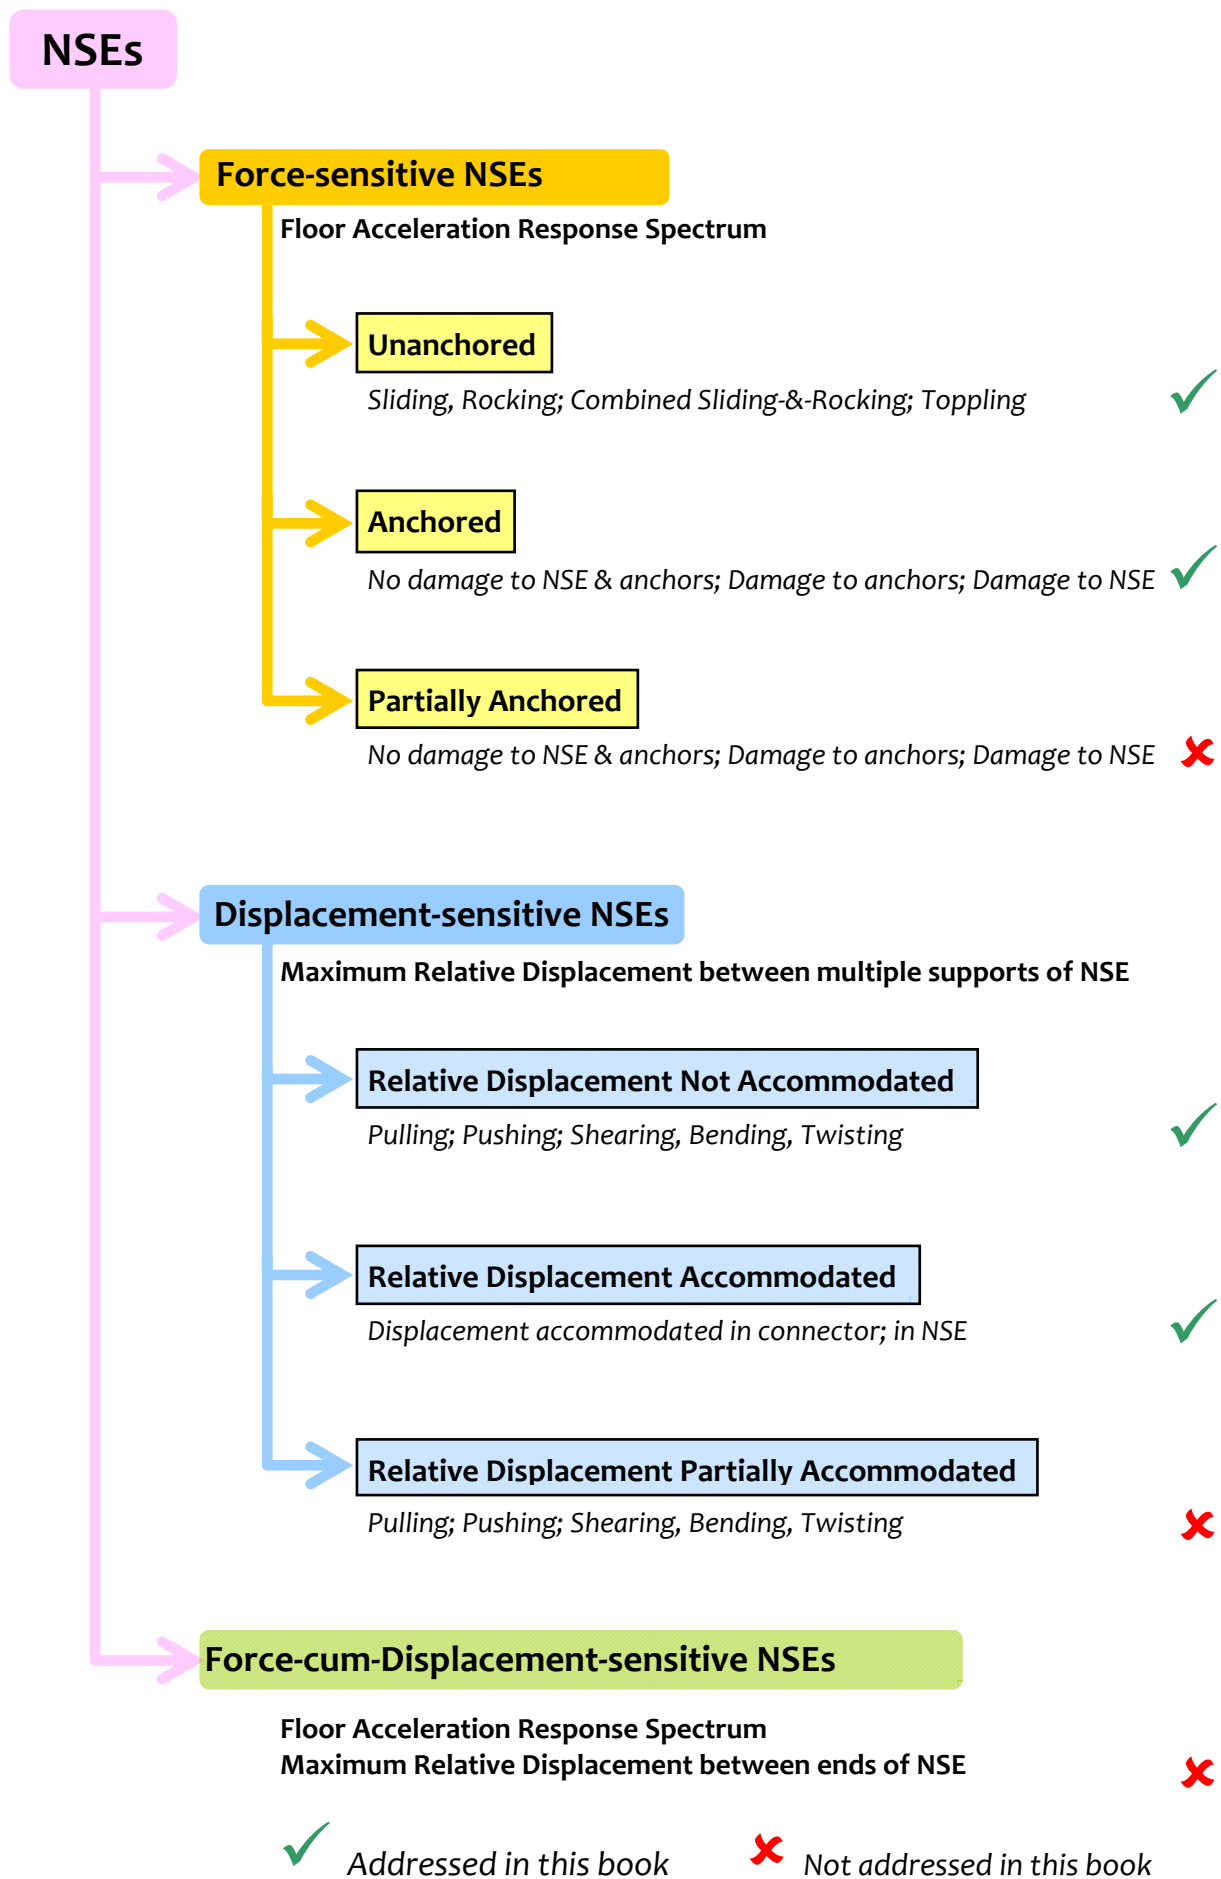 NSEs
Force-sensitive NSEs
Floor Acceleration Response Spectrum
Unanchored
Sliding, Rocking; Combined Sliding-&-Rocking; Toppling
Anchored
No damage to NSE & anchors; Damage to anchors; Damage to NSE
Partially Anchored
No damage to NSE & anchors; Damage to anchors; Damage to NSE
Displacement-sensitive NSEs
Maximum Relative Displacement between multiple supports of NSE
Relative Displacement Not Accommodated
Pulling; Pushing; Shearing, Bending, Twisting
Relative Displacement Accommodated
Displacement accommodated in connector; in NSE
Relative Displacement Partially Accommodated
Pulling; Pushing; Shearing, Bending, Twisting
Force-cum-Displacement-sensitive NSEs
Floor Acceleration Response Spectrum
Maximum Relative Displacement between ends of NSE
Addressed in this book Not addressed in this book